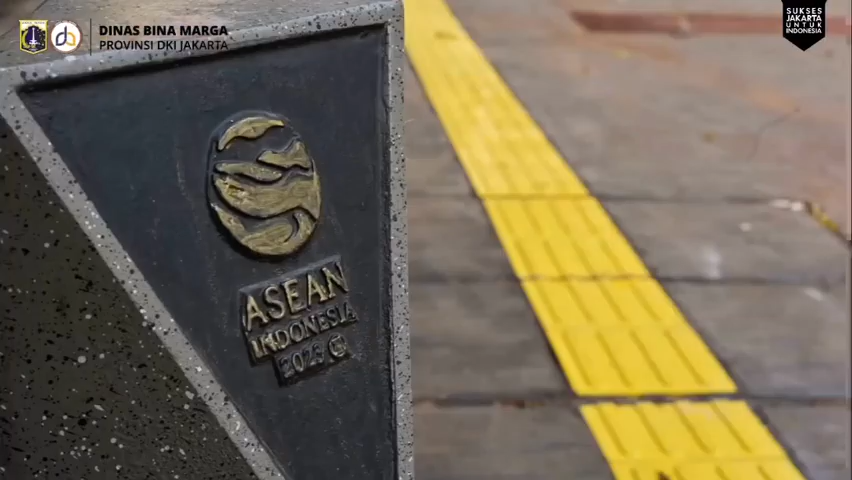 DINAS BINA MARGA
PROVINSI DKI JAKARTA
SUKSES
JAKARTA
UNTUK
INDONESIA
ASEAN
INDONESIA
2023